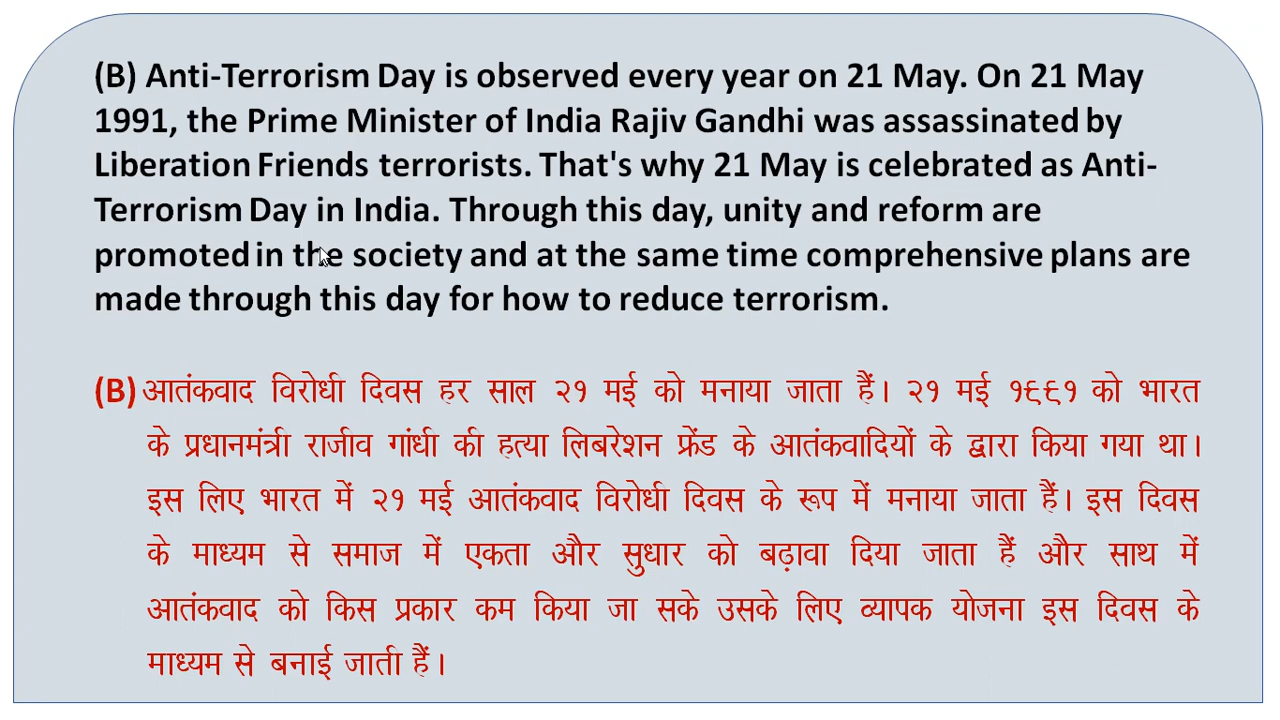 (B) Anti-Terrorism Day is observed every year on 21 May. On 21 May
1991, the Prime Minister of India Rajiv Gandhi was assassinated by
Liberation Friends terrorists. That's why 21 May is celebrated as Anti-
Terrorism Day in India. Through this day, unity and reform are
promoted in the society and at the same time comprehensive plans are
made through this day for how to reduce terrorism.
(B) आतंकवाद विरोधी दिवस हर साल २१ मई को मनाया जाता हैं। २१ मई १९९१ को भारत
के प्रधानमंत्री राजीव गांधी की हत्या लिबरेशन फ्रेंड के आतंकवादियों के द्वारा किया गया था।
इस लिए भारत में २१ मई आतंकवाद विरोधी दिवस के रूप में मनाया जाता हैं। इस दिवस
के माध्यम से समाज में एकता और सुधार को बढ़ावा दिया जाता हैं और साथ में
आतंकवाद को किस प्रकार कम किया जा सके उसके लिए व्यापक योजना इस दिवस के
माध्यम से बनाई जाती हैं।